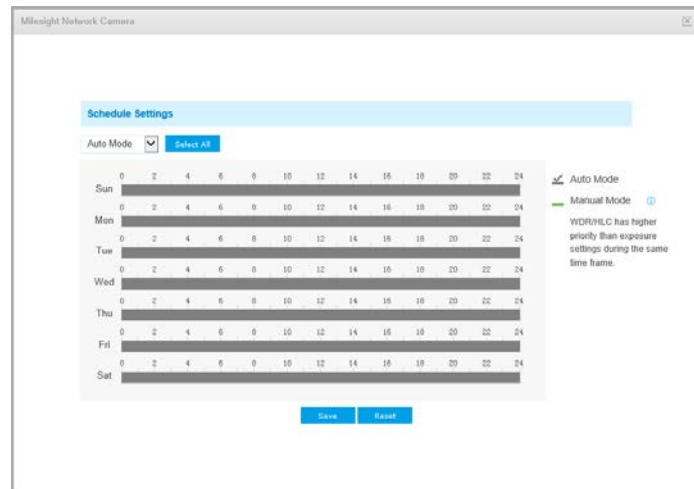 Milesight Network Camera
Schedule Settings
Auto Mode Select All
0 2 4 6 8 10 12 14 16 18 20 22 24
Sun
0 2 4 6 8 10 12 14 16 18 20 22 24
Mon
0 2 4 6 8 10 12 14 16 18 20 22 24
Tue
0 2 4 6 8 10 12 14 16 18 20 22 24
Wed
0 2 4 6 8 10 12 14 16 18 20 22 24
Thu
0 2 4 6 8 10 12 14 16 18 20 22 24
Fri
0 2 4 6 8 10 12 14 16 18 20 22 24
Sat
Auto Mode
Manual Mode
WDR/HLC has higher
priority than exposure
settings during the same
time frame.
Save Reset